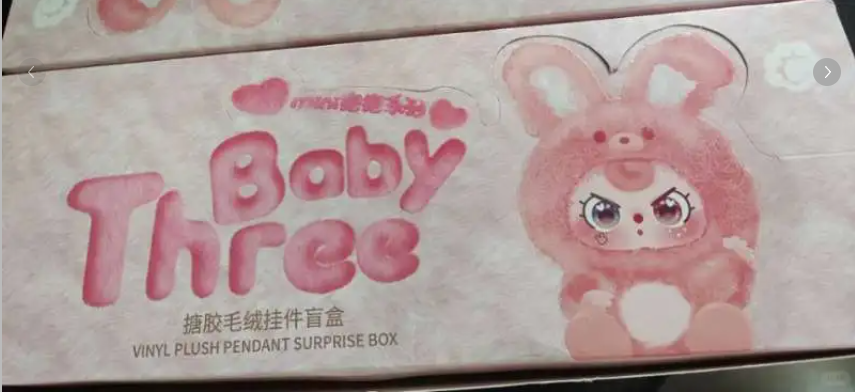 mini
Baby
Three
搪胶毛绒挂件盲盒
VINYL PLUSH PENDANT SURPRISE BOX